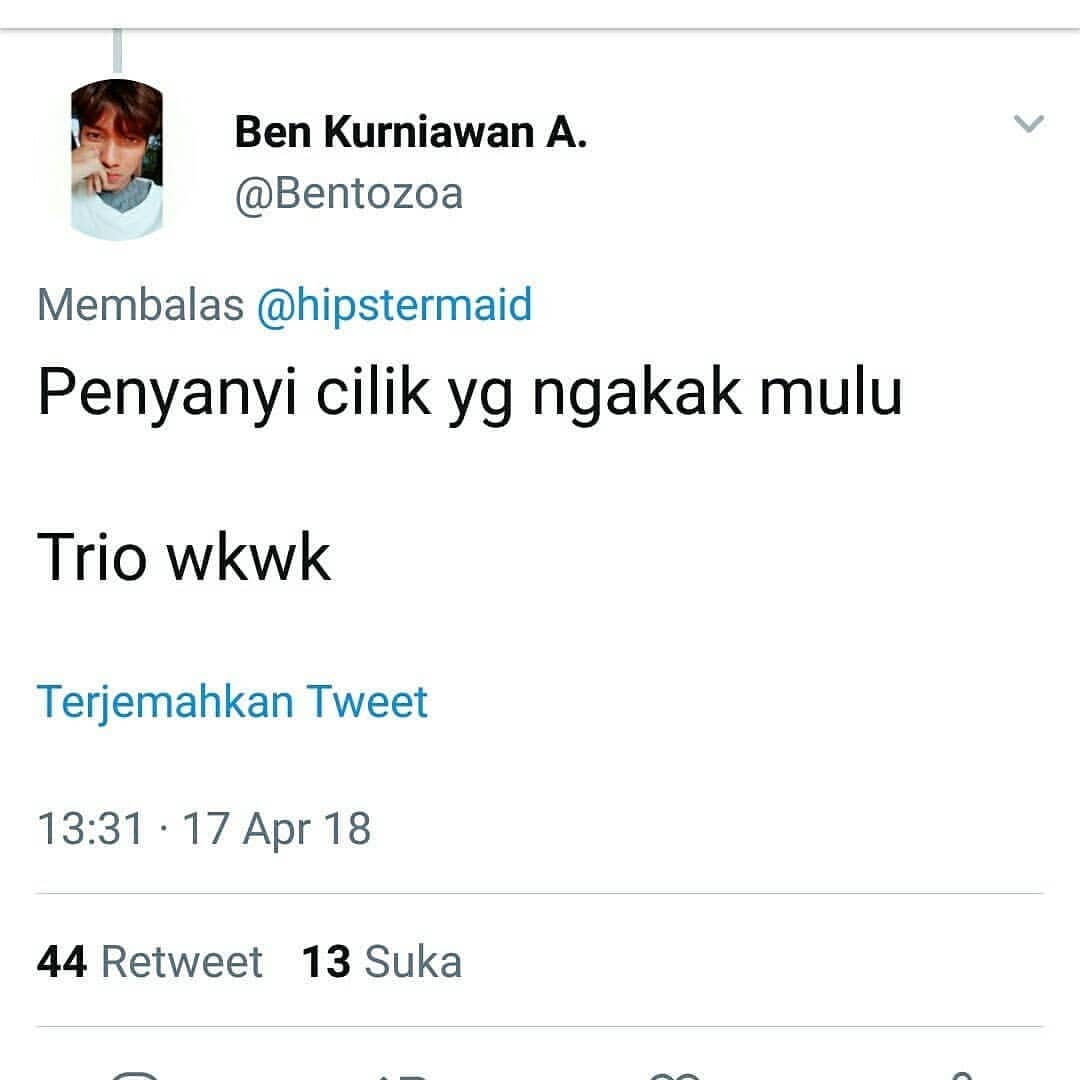 Ben Kurniawan A.
@Bentozoa
Membalas @hipstermaid
Penyanyi cilik yg ngakak mulu
Trio wkwk
Terjemahkan Tweet
13:31 · 17 Apr 18
44 Retweet 13 Suka